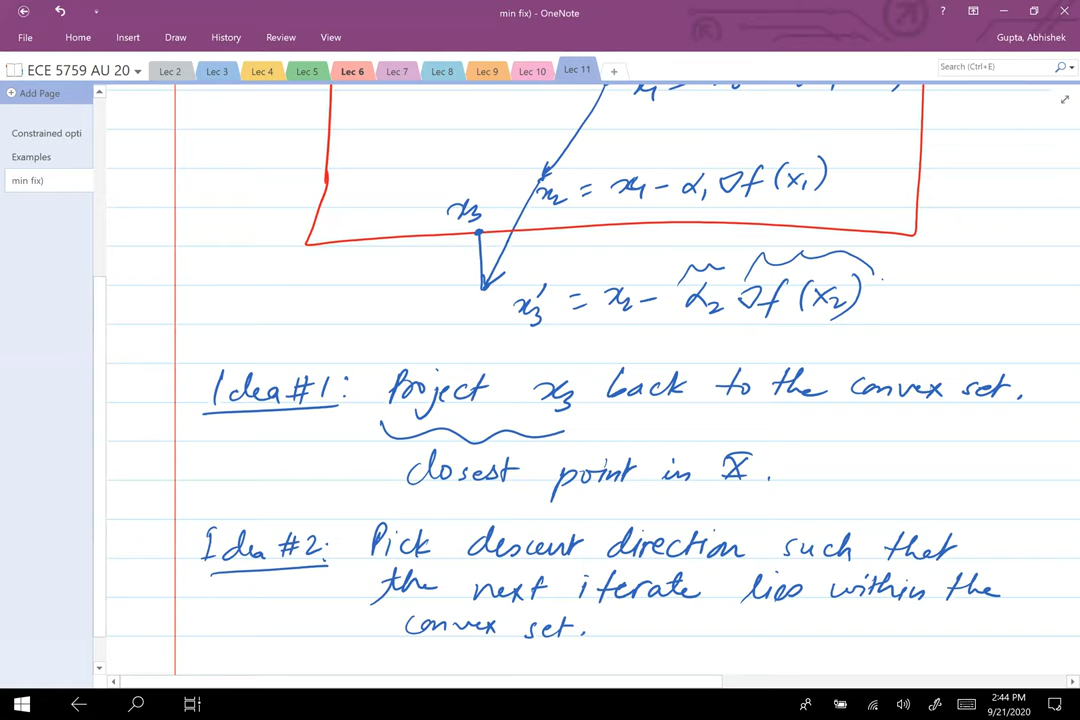 min fix) - OneNote
?
File Home Insert Draw History Review View
Gupta, Abhishek
ECE 5759 AU 20
Lec 2 Lec 3 Lec 4 Lec 5 Lec 6 Lec 7 Lec 8 Lec 9 Lec 10 Lec 11 +
Search (Ctrl+E)
Add Page
Constrained opti
Examples
min fix)
x₂ = x₁ - α₁ ∇f (x₁)
x₃
x₃' = x₂ - α₂ ∇f (x₂)
Idea #1: Project x₃ back to the convex set.
closest point in X.
Idea #2: Pick descent direction such that
the next iterate lies within the
convex set.
2:44 PM
9/21/2020